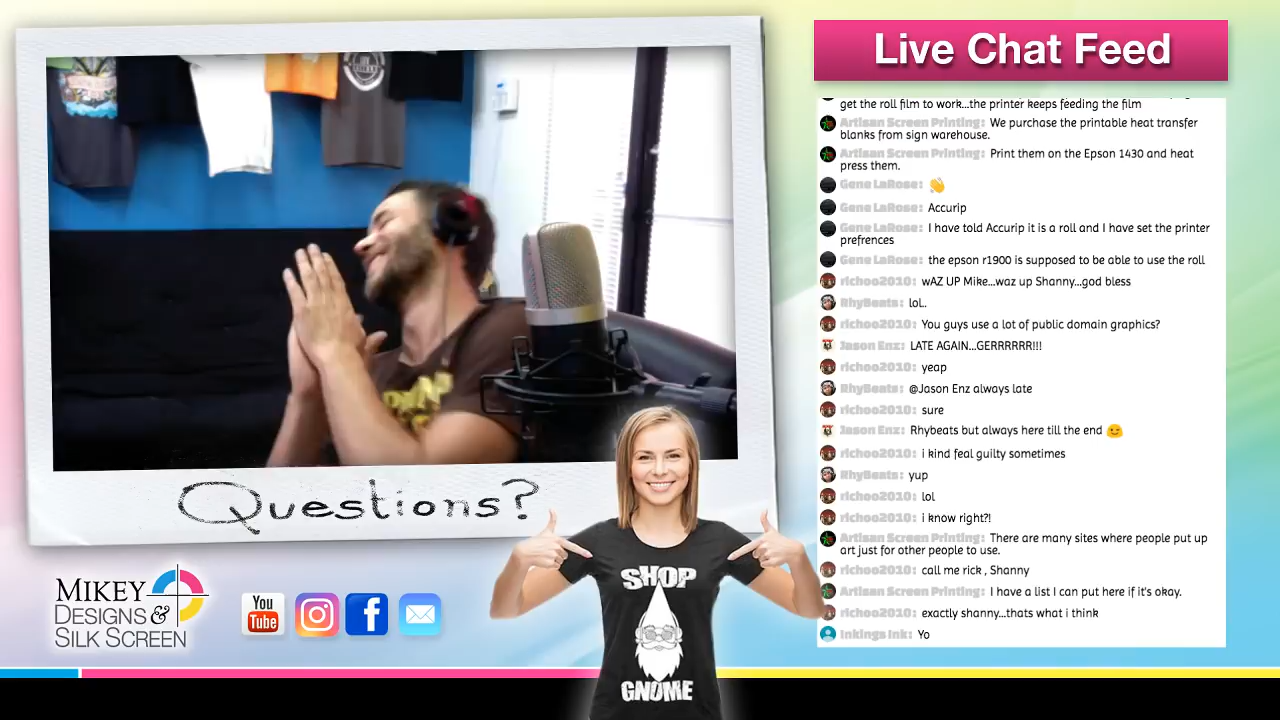 Live Chat Feed
get the roll film to work...the printer keeps feeding the film
Artisan Screen Printing: We purchase the printable heat transfer
blanks from sign warehouse.
Artisan Screen Printing: Print them on the Epson 1430 and heat
press them.
Gene LaRose: 👋
Gene LaRose: Accurip
Gene LaRose: I have told Accurip it is a roll and I have set the printer
prefrences
Gene LaRose: the epson r1900 is supposed to be able to use the roll
richoo2010: wAZ UP Mike...waz up Shanny...god bless
RhyBeats: lol..
richoo2010: You guys use a lot of public domain graphics?
Jason Enz: LATE AGAIN...GERRRRRR!!!
richoo2010: yeap
RhyBeats: @Jason Enz always late
richoo2010: sure
Jason Enz: Rhybeats but always here till the end 😉
richoo2010: i kind feal guilty sometimes
RhyBeats: yup
richoo2010: lol
richoo2010: i know right?!
Artisan Screen Printing: There are many sites where people put up
art just for other people to use.
richoo2010: call me rick , Shanny
Artisan Screen Printing: I have a list I can put here if it's okay.
richoo2010: exactly shanny...thats what i think
Inkings Ink: Yo
Questions?
MIKEY
DESIGNS &
SILK SCREEN
You
Tube
SHOP
GNOME